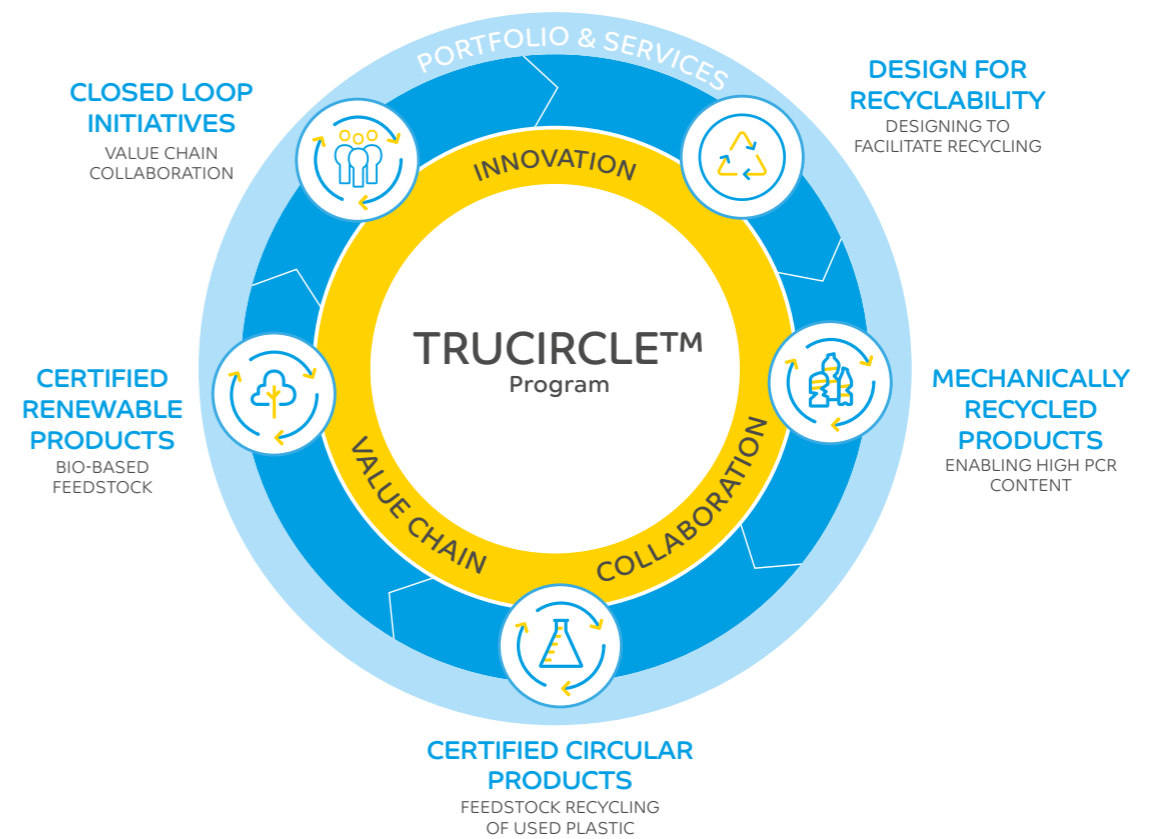 PORTFOLIO & SERVICES
CLOSED LOOP
INITIATIVES
VALUE CHAIN
COLLABORATION
DESIGN FOR
RECYCLABILITY
DESIGNING TO
FACILITATE RECYCLING
INNOVATION
TRUCIRCLE™
Program
CERTIFIED
RENEWABLE
PRODUCTS
BIO-BASED
FEEDSTOCK
MECHANICALLY
RECYCLED
PRODUCTS
ENABLING HIGH PCR
CONTENT
VALUE CHAIN
COLLABORATION
CERTIFIED CIRCULAR
PRODUCTS
FEEDSTOCK RECYCLING
OF USED PLASTIC